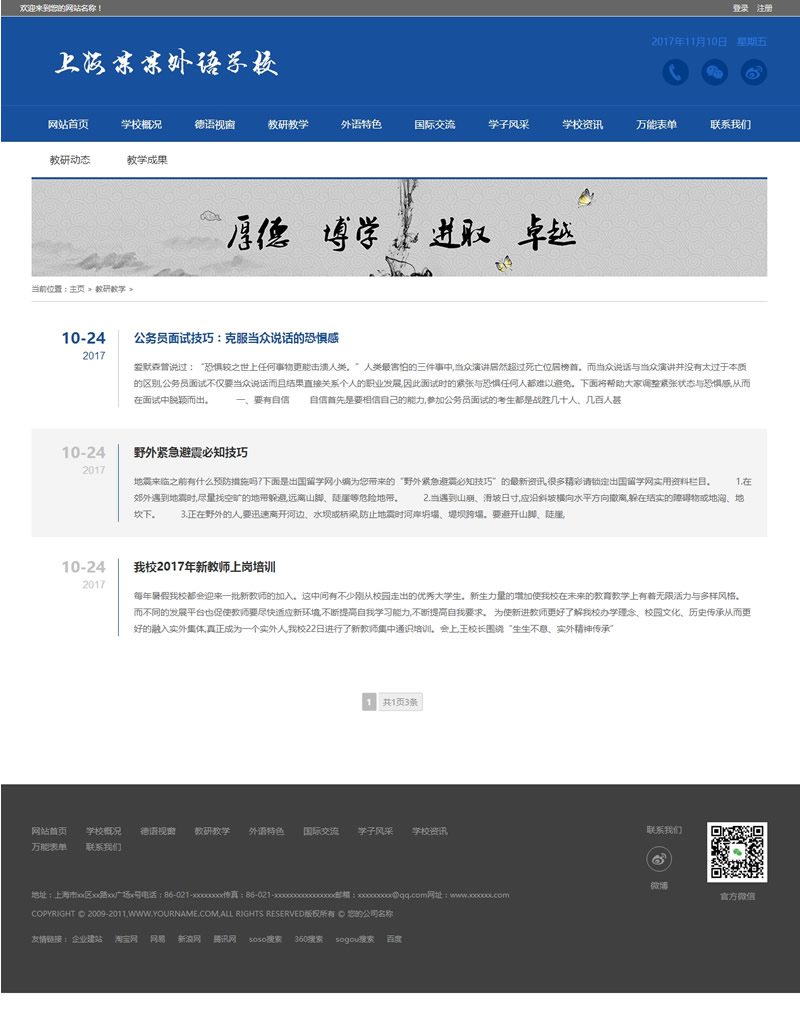 欢迎来到您的网站名称！
登录 注册
2017年11月10日 星期五
上海某某外语学校
网站首页 学校概况 德语视窗 教研教学 外语特色 国际交流 学子风采 学校资讯 万能表单 联系我们
教研动态 教学成果
厚德 博学 进取 卓越
当前位置：主页 > 教研教学 >
10-24
2017
公务员面试技巧：克服当众说话的恐惧感
爱默森曾说过：“恐惧较之世上任何事物更能击溃人类。”人类最害怕的三件事中,当众演讲居然超过死亡位居榜首。而当众说话与当众演讲并没有太过于本质
的区别,公务员面试不仅要当众说话而且结果直接关系个人的职业发展,因此面试时的紧张与恐惧任何人都难以避免。下面将帮助大家调整紧张状态与恐惧感,从而
在面试中脱颖而出。 一、要有自信 自信首先是要相信自己的能力,参加公务员面试的考生都是战胜几十人、几百人甚
10-24
2017
野外紧急避震必知技巧
地震来临之前有什么预防措施吗?下面是出国留学网小编为您带来的“野外紧急避震必知技巧”的最新资讯,很多精彩请锁定出国留学网实用资料栏目。 1.在
郊外遇到地震时,尽量找空旷的地带躲避,远离山脚、陡崖等危险地带。 2.当遇到山崩、滑坡日寸,应沿斜坡横向水平方向撤离,躲在结实的障碍物或地沟、地
坎下。 3.正在野外的人,要迅速离开河边、水坝或桥梁,防止地震时河岸坍塌、堤坝垮塌。要避开山脚、陡崖,
10-24
2017
我校2017年新教师上岗培训
每年暑假我校都会迎来一批新教师的加入。这中间有不少刚从校园走出的优秀大学生。新生力量的增加使我校在未来的教育教学上有着无限活力与多样风格。
而不同的发展平台也促使教师要尽快适应新环境,不断提高自我学习能力,不断提高自我要求。 为使新进教师更好了解我校办学理念、校园文化、历史传承从而更
好的融入实外集体,真正成为一个实外人,我校22日进行了新教师集中通识培训。会上,王校长围绕“生生不息、实外精神传承”
1 共1页3条
网站首页 学校概况 德语视窗 教研教学 外语特色 国际交流 学子风采 学校资讯
万能表单 联系我们
联系我们
微博
官方微信
地址：上海市xx区xx路xx广场x号电话：86-021-xxxxxxxx传真：86-021-xxxxxxxxxxxxxxxx邮箱：xxxxxxxxx@qq.com网址：www.xxxxxx.com
COPYRIGHT © 2009-2011,WWW.YOURNAME.COM,ALL RIGHTS RESERVED版权所有 © 您的公司名称
友情链接： 企业建站 淘宝网 网易 新浪网 腾讯网 soso搜索 360搜索 sogou搜索 百度